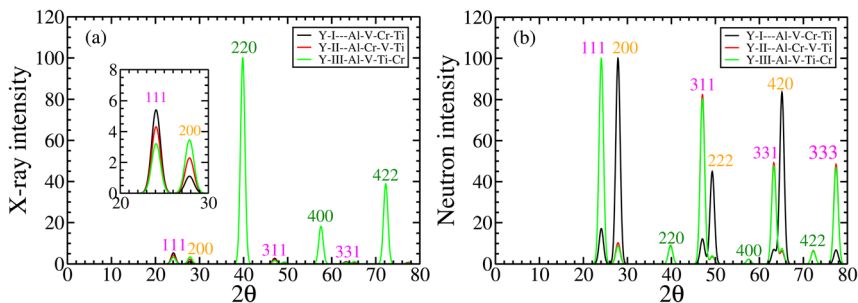 (a)
Y-I---Al-V-Cr-Ti
Y-II--Al-Cr-V-Ti
Y-III-Al-V-Ti-Cr
X-ray intensity
120
100
80
60
40
20
0
220
422
400
111
200
311
331
8
6
4
2
0
111
200
20 30
0 10 20 30 40 50 60 70 80
2θ
(b)
Y-I---Al-V-Cr-Ti
Y-II--Al-Cr-V-Ti
Y-III-Al-V-Ti-Cr
Neutron intensity
120
100
80
60
40
20
0
111 200
311
420
222
331 333
220
400
422
0 10 20 30 40 50 60 70 80
2θ